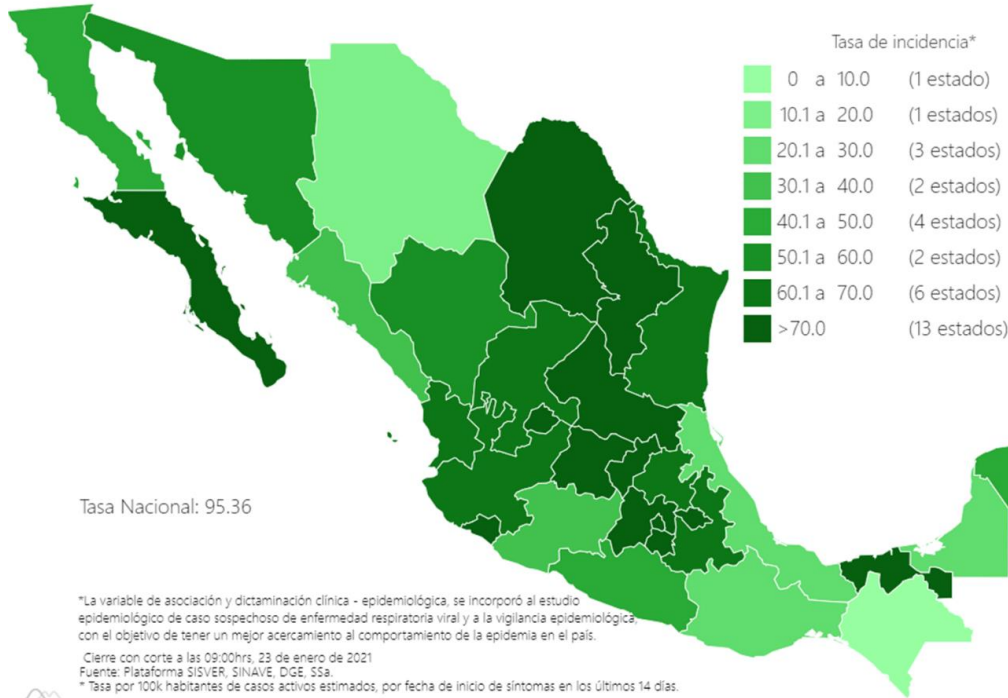 Tasa de incidencia*
0 a 10.0 (1 estado)
10.1 a 20.0 (1 estados)
20.1 a 30.0 (3 estados)
30.1 a 40.0 (2 estados)
40.1 a 50.0 (4 estados)
50.1 a 60.0 (2 estados)
60.1 a 70.0 (6 estados)
>70.0 (13 estados)
Tasa Nacional: 95.36
*La variable de asociación y dictaminación clínica - epidemiológica, se incorporó al estudio
epidemiológico de caso sospechoso de enfermedad respiratoria viral y a la vigilancia epidemiológica,
con el objetivo de tener un mejor acercamiento al comportamiento de la epidemia en el país.
Cierre con corte a las 09:00hrs, 23 de enero de 2021
Fuente: Plataforma SISVER, SINAVE, DGE, SSa.
* Tasa por 100k habitantes de casos activos estimados, por fecha de inicio de síntomas en los últimos 14 días.